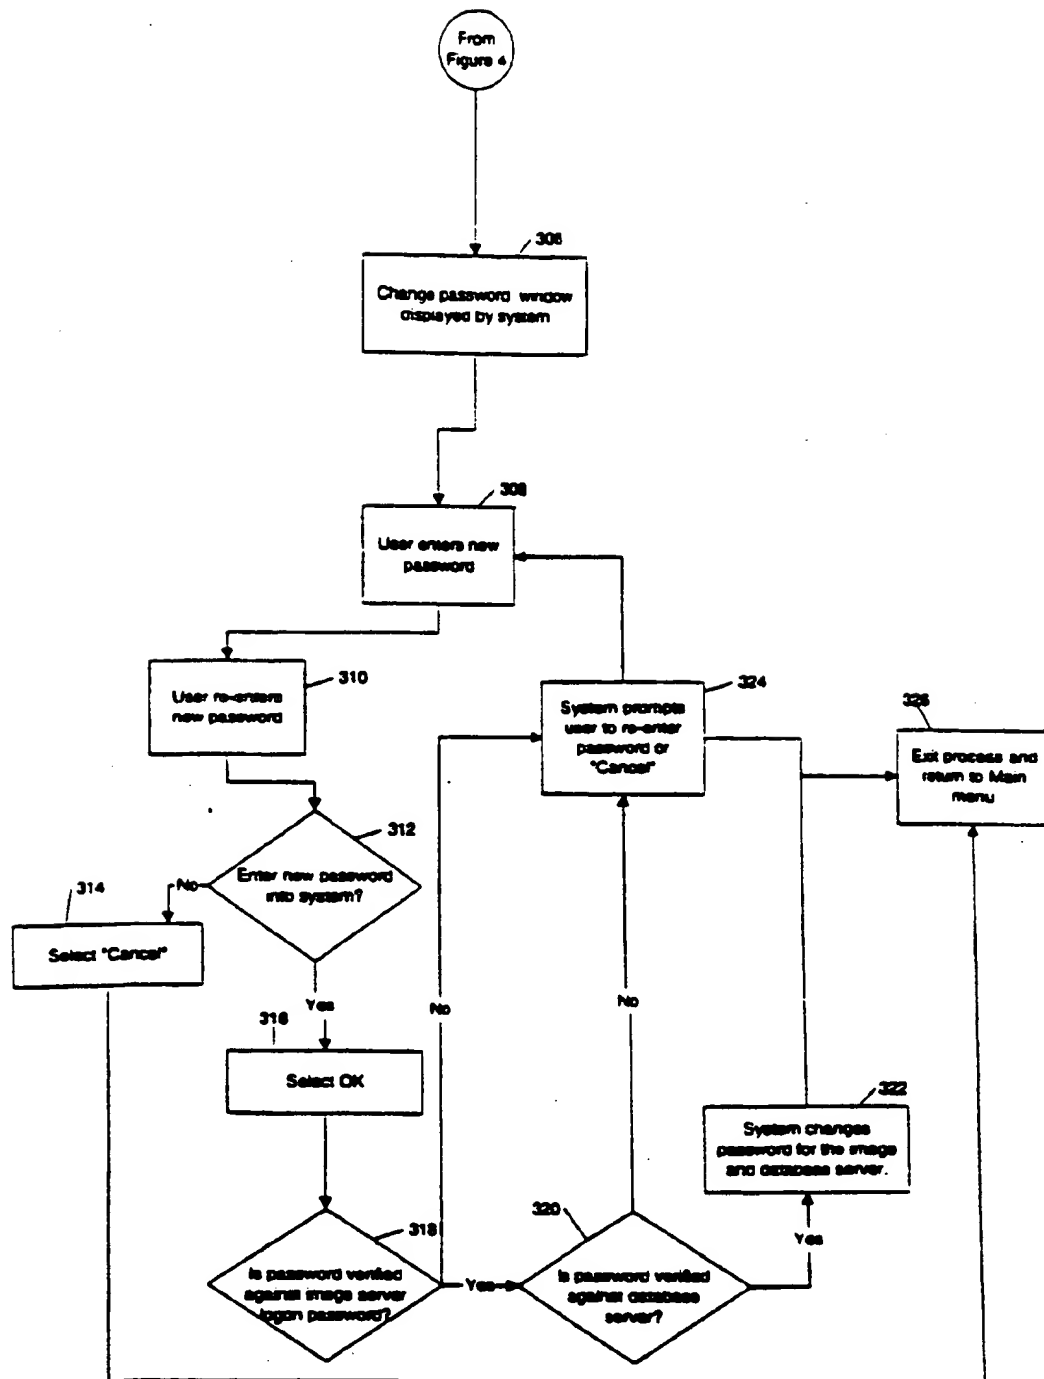 From
Figure 4
306
Change password window
displayed by system
308
User enters new
password
310
User re-enters
new password
324
System prompts
user to re-enter
password or
"Cancel"
326
Exit process and
return to Main
menu
312
Enter new password
into system?
No
314
Select "Cancel"
Yes
316
Select OK
No
No
322
System changes
password for the image
and database server.
318
Is password verified
against image server
logon password?
Yes
320
Is password verified
against database
server?
Yes